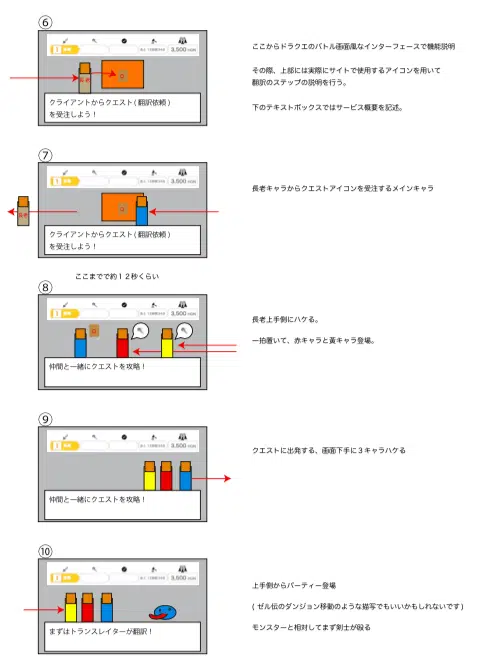 ⑥
ここからドラクエのバトル画面風なインターフェースで機能説明
その際、上部には実際にサイトで使用するアイコンを用いて
翻訳のステップの説明を行う。
下のテキストボックスではサービス概要を記述。
3,500
長老
クライアントからクエスト(翻訳依頼)
を受注しよう！
⑦
長老キャラからクエストアイコンを受注するメインキャラ
3,500
長老
クライアントからクエスト(翻訳依頼)
を受注しよう！
ここまでで約１２秒くらい
⑧
長老上手側にハケる。
一拍置いて、赤キャラと黃キャラ登場。
3,500
仲間と一緒にクエストを攻略！
⑨
クエストに出発する、画面下手に３キャラハケる
3,500
仲間と一緒にクエストを攻略！
⑩
上手側からパーティー登場
(ゼル伝のダンジョン移動のような描写でもいいかもしれないです)
モンスターと相対してまず剣士が殴る
3,500
まずはトランスレイターが翻訳！